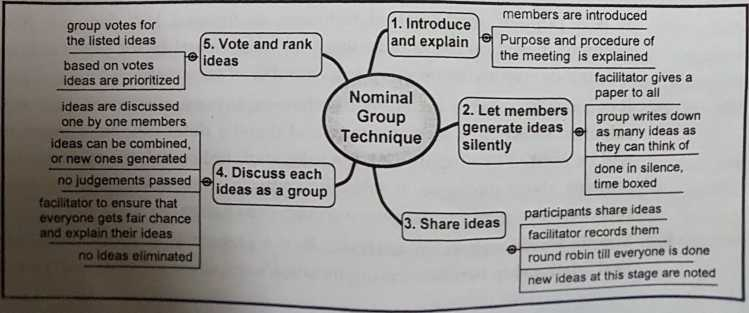 Nominal
Group
Technique
1. Introduce
and explain
members are introduced
Purpose and procedure of
the meeting is explained
2. Let members
generate ideas
silently
facilitator gives a
paper to all
group writes down
as many ideas as
they can think of
done in silence,
time boxed
3. Share ideas
participants share ideas
facilitator records them
round robin till everyone is done
new ideas at this stage are noted
4. Discuss each
ideas as a group
ideas are discussed
one by one members
ideas can be combined,
or new ones generated
no judgements passed
facilitator to ensure that
everyone gets fair chance
and explain their ideas
no ideas eliminated
5. Vote and rank
ideas
group votes for
the listed ideas
based on votes
ideas are prioritized